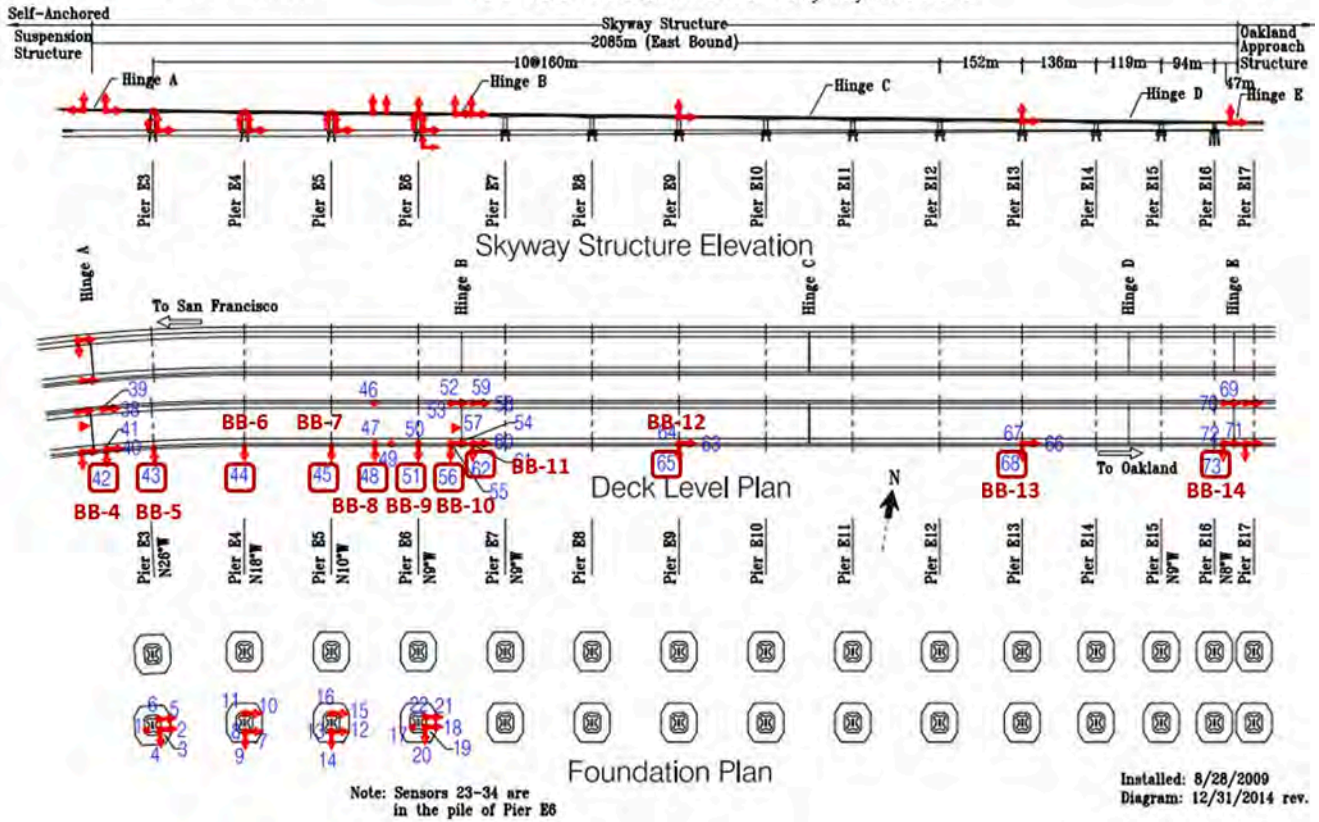 Self-Anchored
Suspension
Structure
Skyway Structure
2085m (East Bound)
Oakland
Approach
Structure
10@160m
152m
136m
119m
94m
47m
Hinge A
Hinge B
Hinge C
Hinge D
Hinge E
Pier E3
Pier E4
Pier E5
Pier E6
Pier E7
Pier E8
Pier E9
Pier E10
Pier E11
Pier E12
Pier E13
Pier E14
Pier E15
Pier E16
Pier E17
Skyway Structure Elevation
Hinge A
Hinge B
Hinge C
Hinge D
Hinge E
To San Francisco
39
38
41
40
46
47
49
50
52
59
53
58
57
54
60
61
55
64
63
67
66
69
70
72
71
BB-6
BB-7
BB-12
42
43
44
45
48
51
56
62
65
68
73
BB-11
To Oakland
BB-4
BB-5
BB-8
BB-9
BB-10
BB-13
BB-14
Deck Level Plan
N
Pier E3
N26°W
Pier E4
N18°W
Pier E5
N10°W
Pier E6
N9°W
Pier E7
N9°W
Pier E8
Pier E9
Pier E10
Pier E11
Pier E12
Pier E13
Pier E14
Pier E15
N9°W
Pier E16
N8°W
Pier E17
6
5
1
2
3
4
11
10
8
7
9
16
15
13
12
14
22
21
18
17
19
20
Foundation Plan
Note: Sensors 23-34 are
in the pile of Pier E6
Installed: 8/28/2009
Diagram: 12/31/2014 rev.